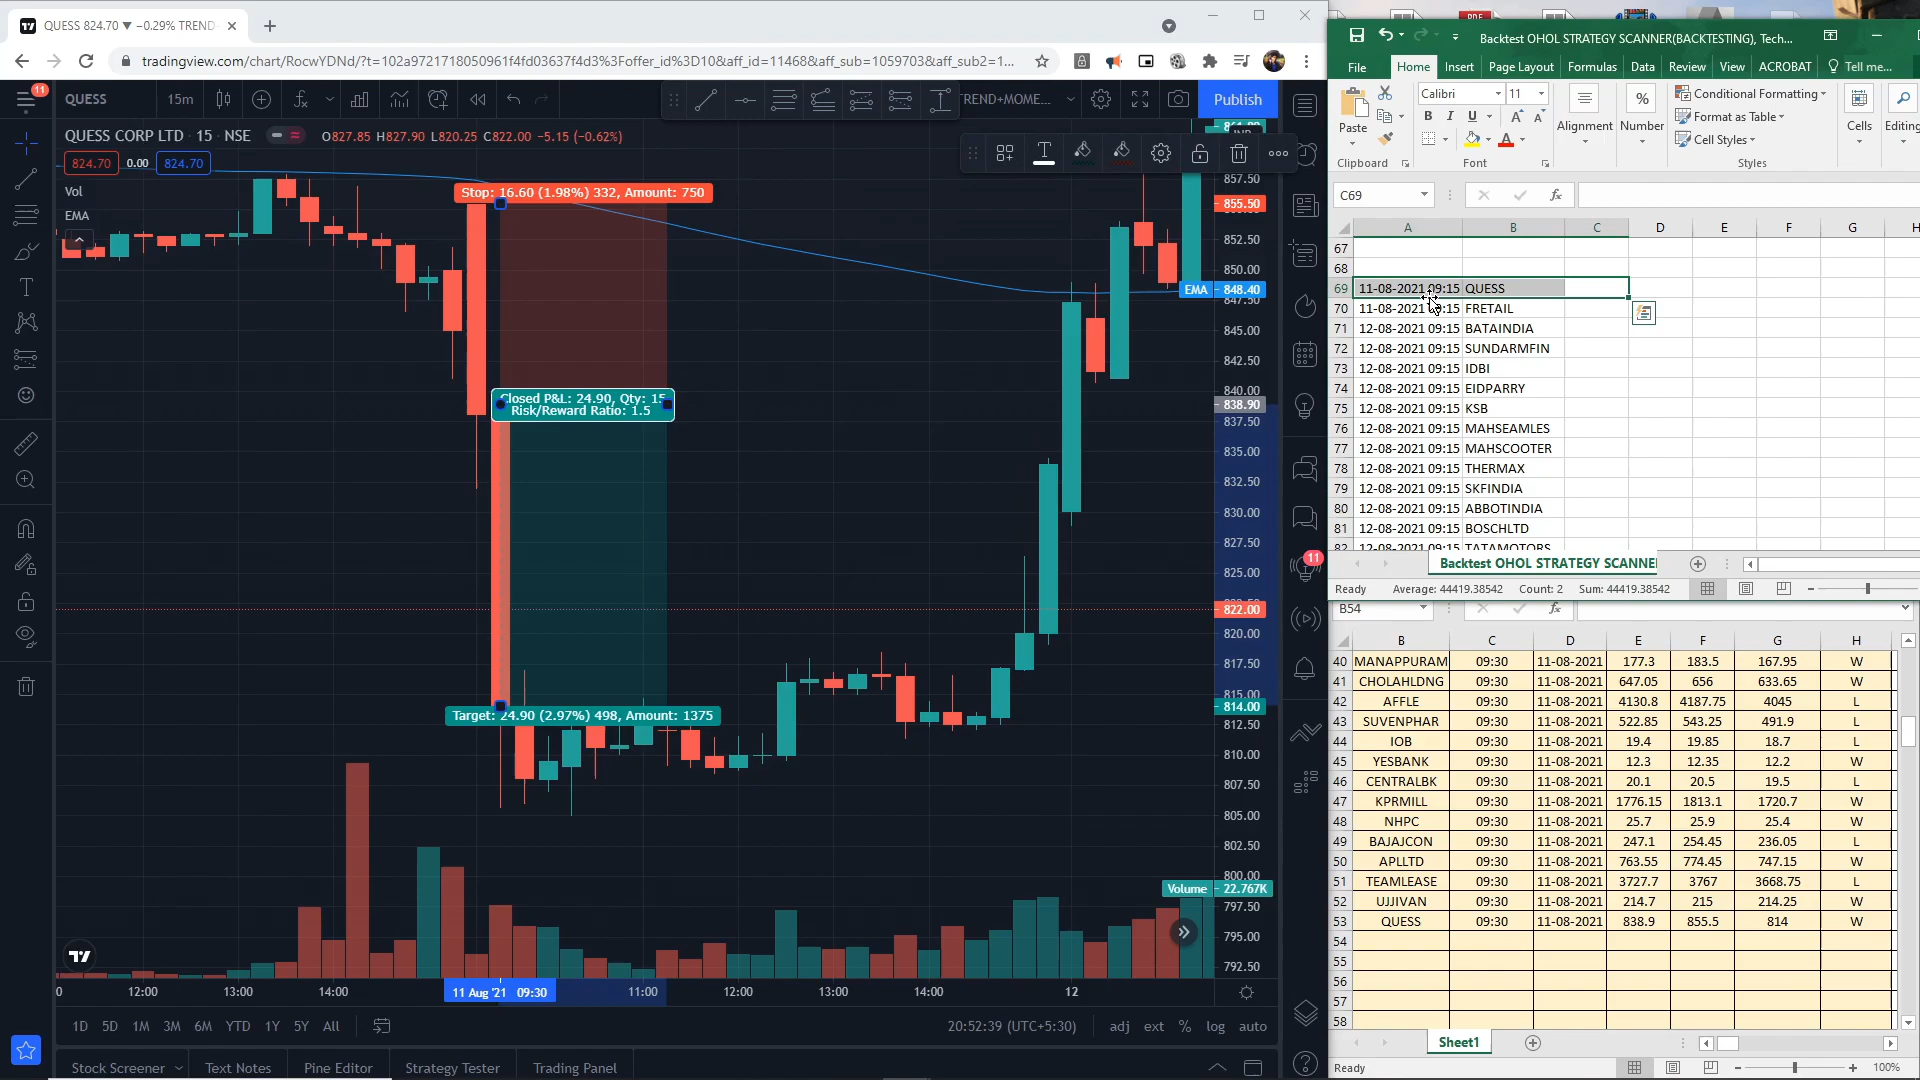 QUESS 824.70 ▼ −0.29% TREND
tradingview.com/chart/RocwYDNd/?t=102a9721718050961f4fd03637f4d3%3Foffer_id%3D10&aff_id=11468&aff_sub=1059703&aff_sub2=1...
11
QUESS
15m
TREND+MOME...
Publish
QUESS CORP LTD · 15 · NSE
O827.85 H827.90 L820.25 C822.00 −5.15 (−0.62%)
824.70 0.00 824.70
Vol
EMA
Stop: 16.60 (1.98%) 332, Amount: 750
Closed P&L: 24.90, Qty: 15
Risk/Reward Ratio: 1.5
Target: 24.90 (2.97%) 498, Amount: 1375
857.50
855.50
852.50
850.00
EMA 848.40
847.50
845.00
842.50
840.00
838.90
837.50
835.00
832.50
830.00
827.50
825.00
822.00
820.00
817.50
815.00
814.00
812.50
810.00
807.50
805.00
802.50
800.00
Volume 22.767K
797.50
795.00
792.50
12:00 13:00 14:00 11 Aug '21 09:30 11:00 12:00 13:00 14:00 12
1D 5D 1M 3M 6M YTD 1Y 5Y All
20:52:39 (UTC+5:30) adj ext % log auto
Stock Screener Text Notes Pine Editor Strategy Tester Trading Panel
11
Backtest OHOL STRATEGY SCANNER(BACKTESTING), Tech...
File Home Insert Page Layout Formulas Data Review View ACROBAT Tell me...
Paste
Clipboard
Calibri 11
B I U
Font
Alignment
Number
Conditional Formatting
Format as Table
Cell Styles
Styles
Cells
Editing
C69 fx
A B C D E F G H
67
68
69 11-08-2021 09:15 QUESS
70 11-08-2021 09:15 FRETAIL
71 12-08-2021 09:15 BATAINDIA
72 12-08-2021 09:15 SUNDARMFIN
73 12-08-2021 09:15 IDBI
74 12-08-2021 09:15 EIDPARRY
75 12-08-2021 09:15 KSB
76 12-08-2021 09:15 MAHSEAMLES
77 12-08-2021 09:15 MAHSCOOTER
78 12-08-2021 09:15 THERMAX
79 12-08-2021 09:15 SKFINDIA
80 12-08-2021 09:15 ABBOTINDIA
81 12-08-2021 09:15 BOSCHLTD
82 12-08-2021 09:15 TATAMOTORS
Backtest OHOL STRATEGY SCANNE
Ready Average: 44419.38542 Count: 2 Sum: 44419.38542
B54 fx
B C D E F G H
40 MANAPPURAM 09:30 11-08-2021 177.3 183.5 167.95 W
41 CHOLAHLDNG 09:30 11-08-2021 647.05 656 633.65 W
42 AFFLE 09:30 11-08-2021 4130.8 4187.75 4045 L
43 SUVENPHAR 09:30 11-08-2021 522.85 543.25 491.9 L
44 IOB 09:30 11-08-2021 19.4 19.85 18.7 L
45 YESBANK 09:30 11-08-2021 12.3 12.35 12.2 W
46 CENTRALBK 09:30 11-08-2021 20.1 20.5 19.5 L
47 KPRMILL 09:30 11-08-2021 1776.15 1813.1 1720.7 W
48 NHPC 09:30 11-08-2021 25.7 25.9 25.4 W
49 BAJAJCON 09:30 11-08-2021 247.1 254.45 236.05 L
50 APLLTD 09:30 11-08-2021 763.55 774.45 747.15 W
51 TEAMLEASE 09:30 11-08-2021 3727.7 3767 3668.75 L
52 UJJIVAN 09:30 11-08-2021 214.7 215 214.25 W
53 QUESS 09:30 11-08-2021 838.9 855.5 814 W
54
55
56
57
58
Sheet1
Ready 100%